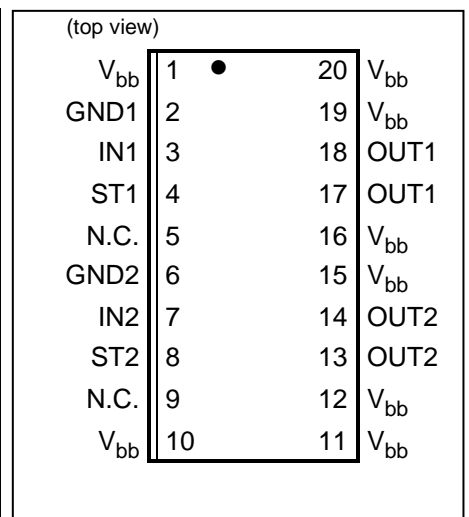 (top view)
Vbb 1 ● 20 Vbb
GND1 2 19 Vbb
IN1 3 18 OUT1
ST1 4 17 OUT1
N.C. 5 16 Vbb
GND2 6 15 Vbb
IN2 7 14 OUT2
ST2 8 13 OUT2
N.C. 9 12 Vbb
Vbb 10 11 Vbb